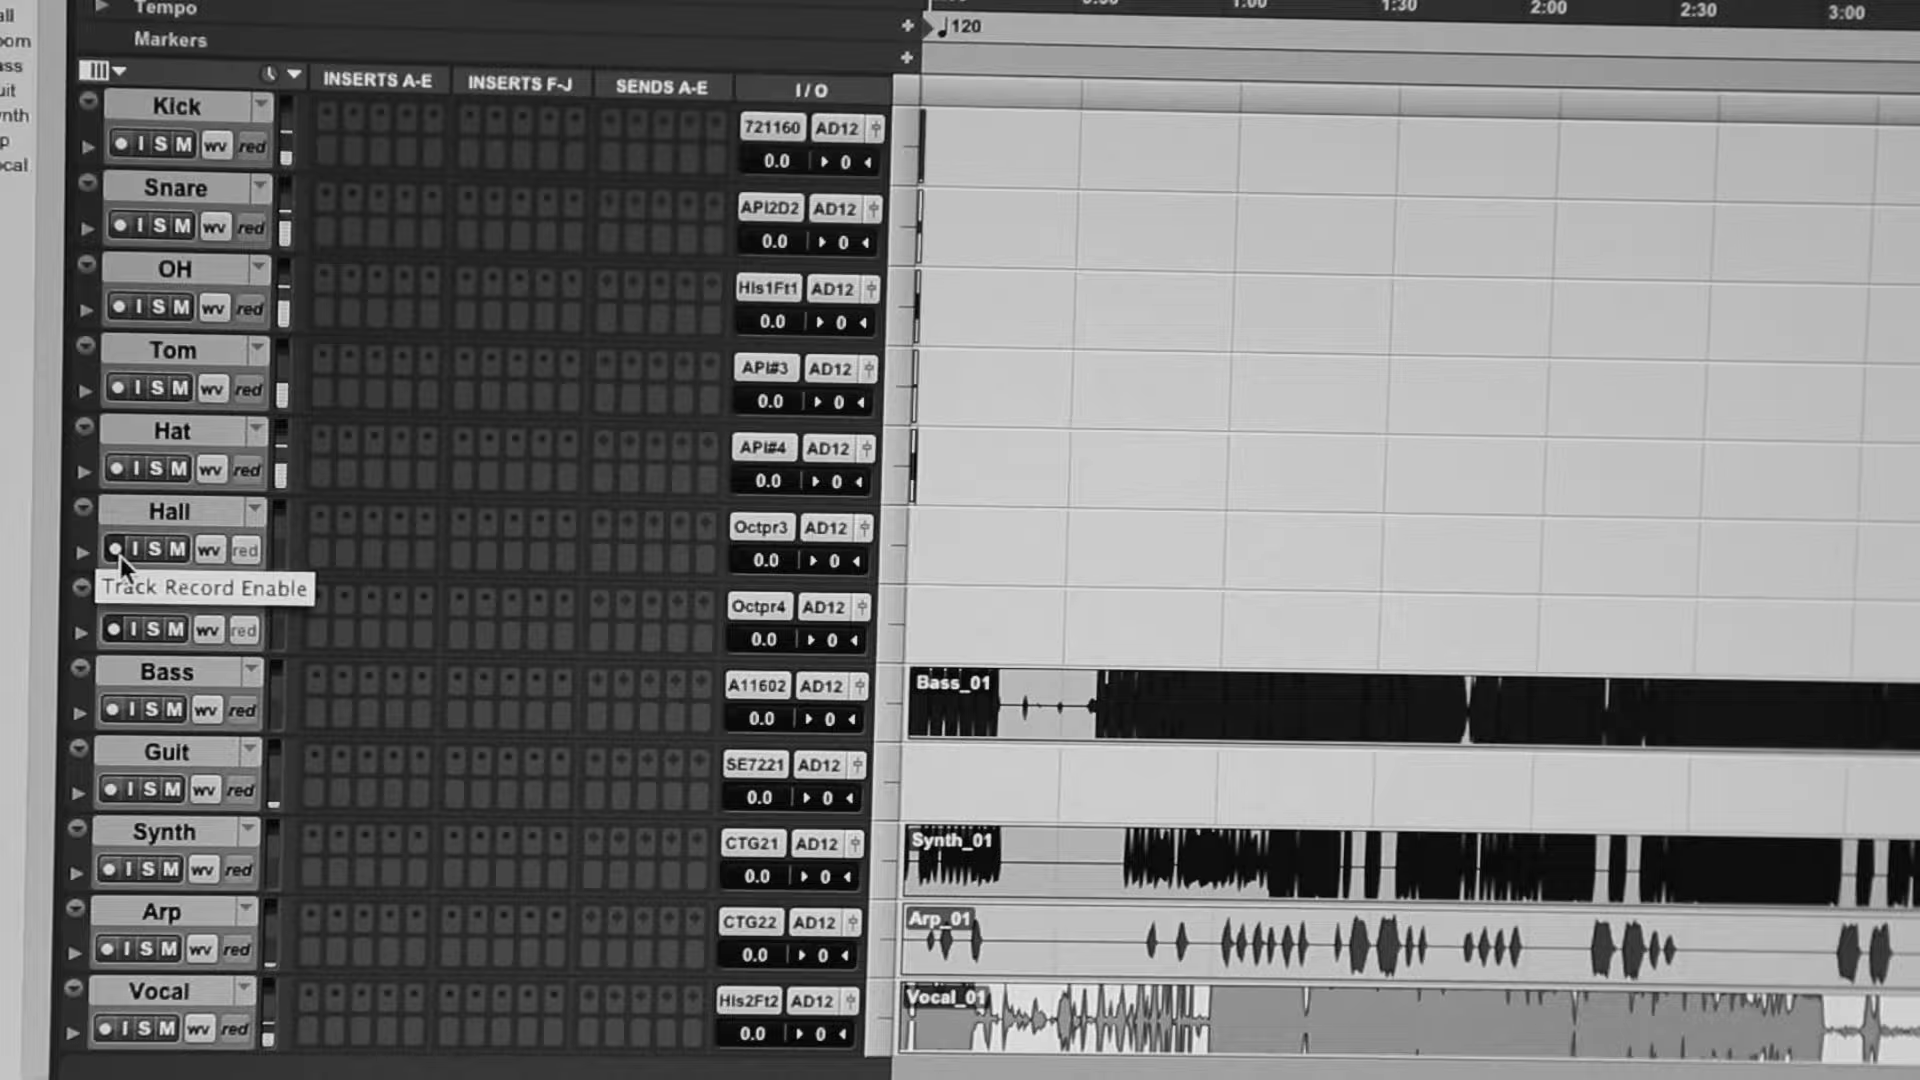 Tempo
Markers
120
1:00
1:30
2:00
2:30
3:00
INSERTS A-E
INSERTS F-J
SENDS A-E
I / O
Kick
I S M wv red
721160 AD12
0.0 0
Snare
I S M wv red
API2D2 AD12
0.0 0
OH
I S M wv red
HIs1Ft1 AD12
0.0 0
Tom
I S M wv red
API#3 AD12
0.0 0
Hat
I S M wv red
API#4 AD12
0.0 0
Hall
I S M wv red
Octpr3 AD12
0.0 0
Track Record Enable
I S M wv red
Octpr4 AD12
0.0 0
Bass
I S M wv red
A11602 AD12
0.0 0
Bass_01
Guit
I S M wv red
SE7221 AD12
0.0 0
Synth
I S M wv red
CTG21 AD12
0.0 0
Synth_01
Arp
I S M wv red
CTG22 AD12
0.0 0
Arp_01
Vocal
I S M wv red
HIs2Ft2 AD12
0.0 0
Vocal_01